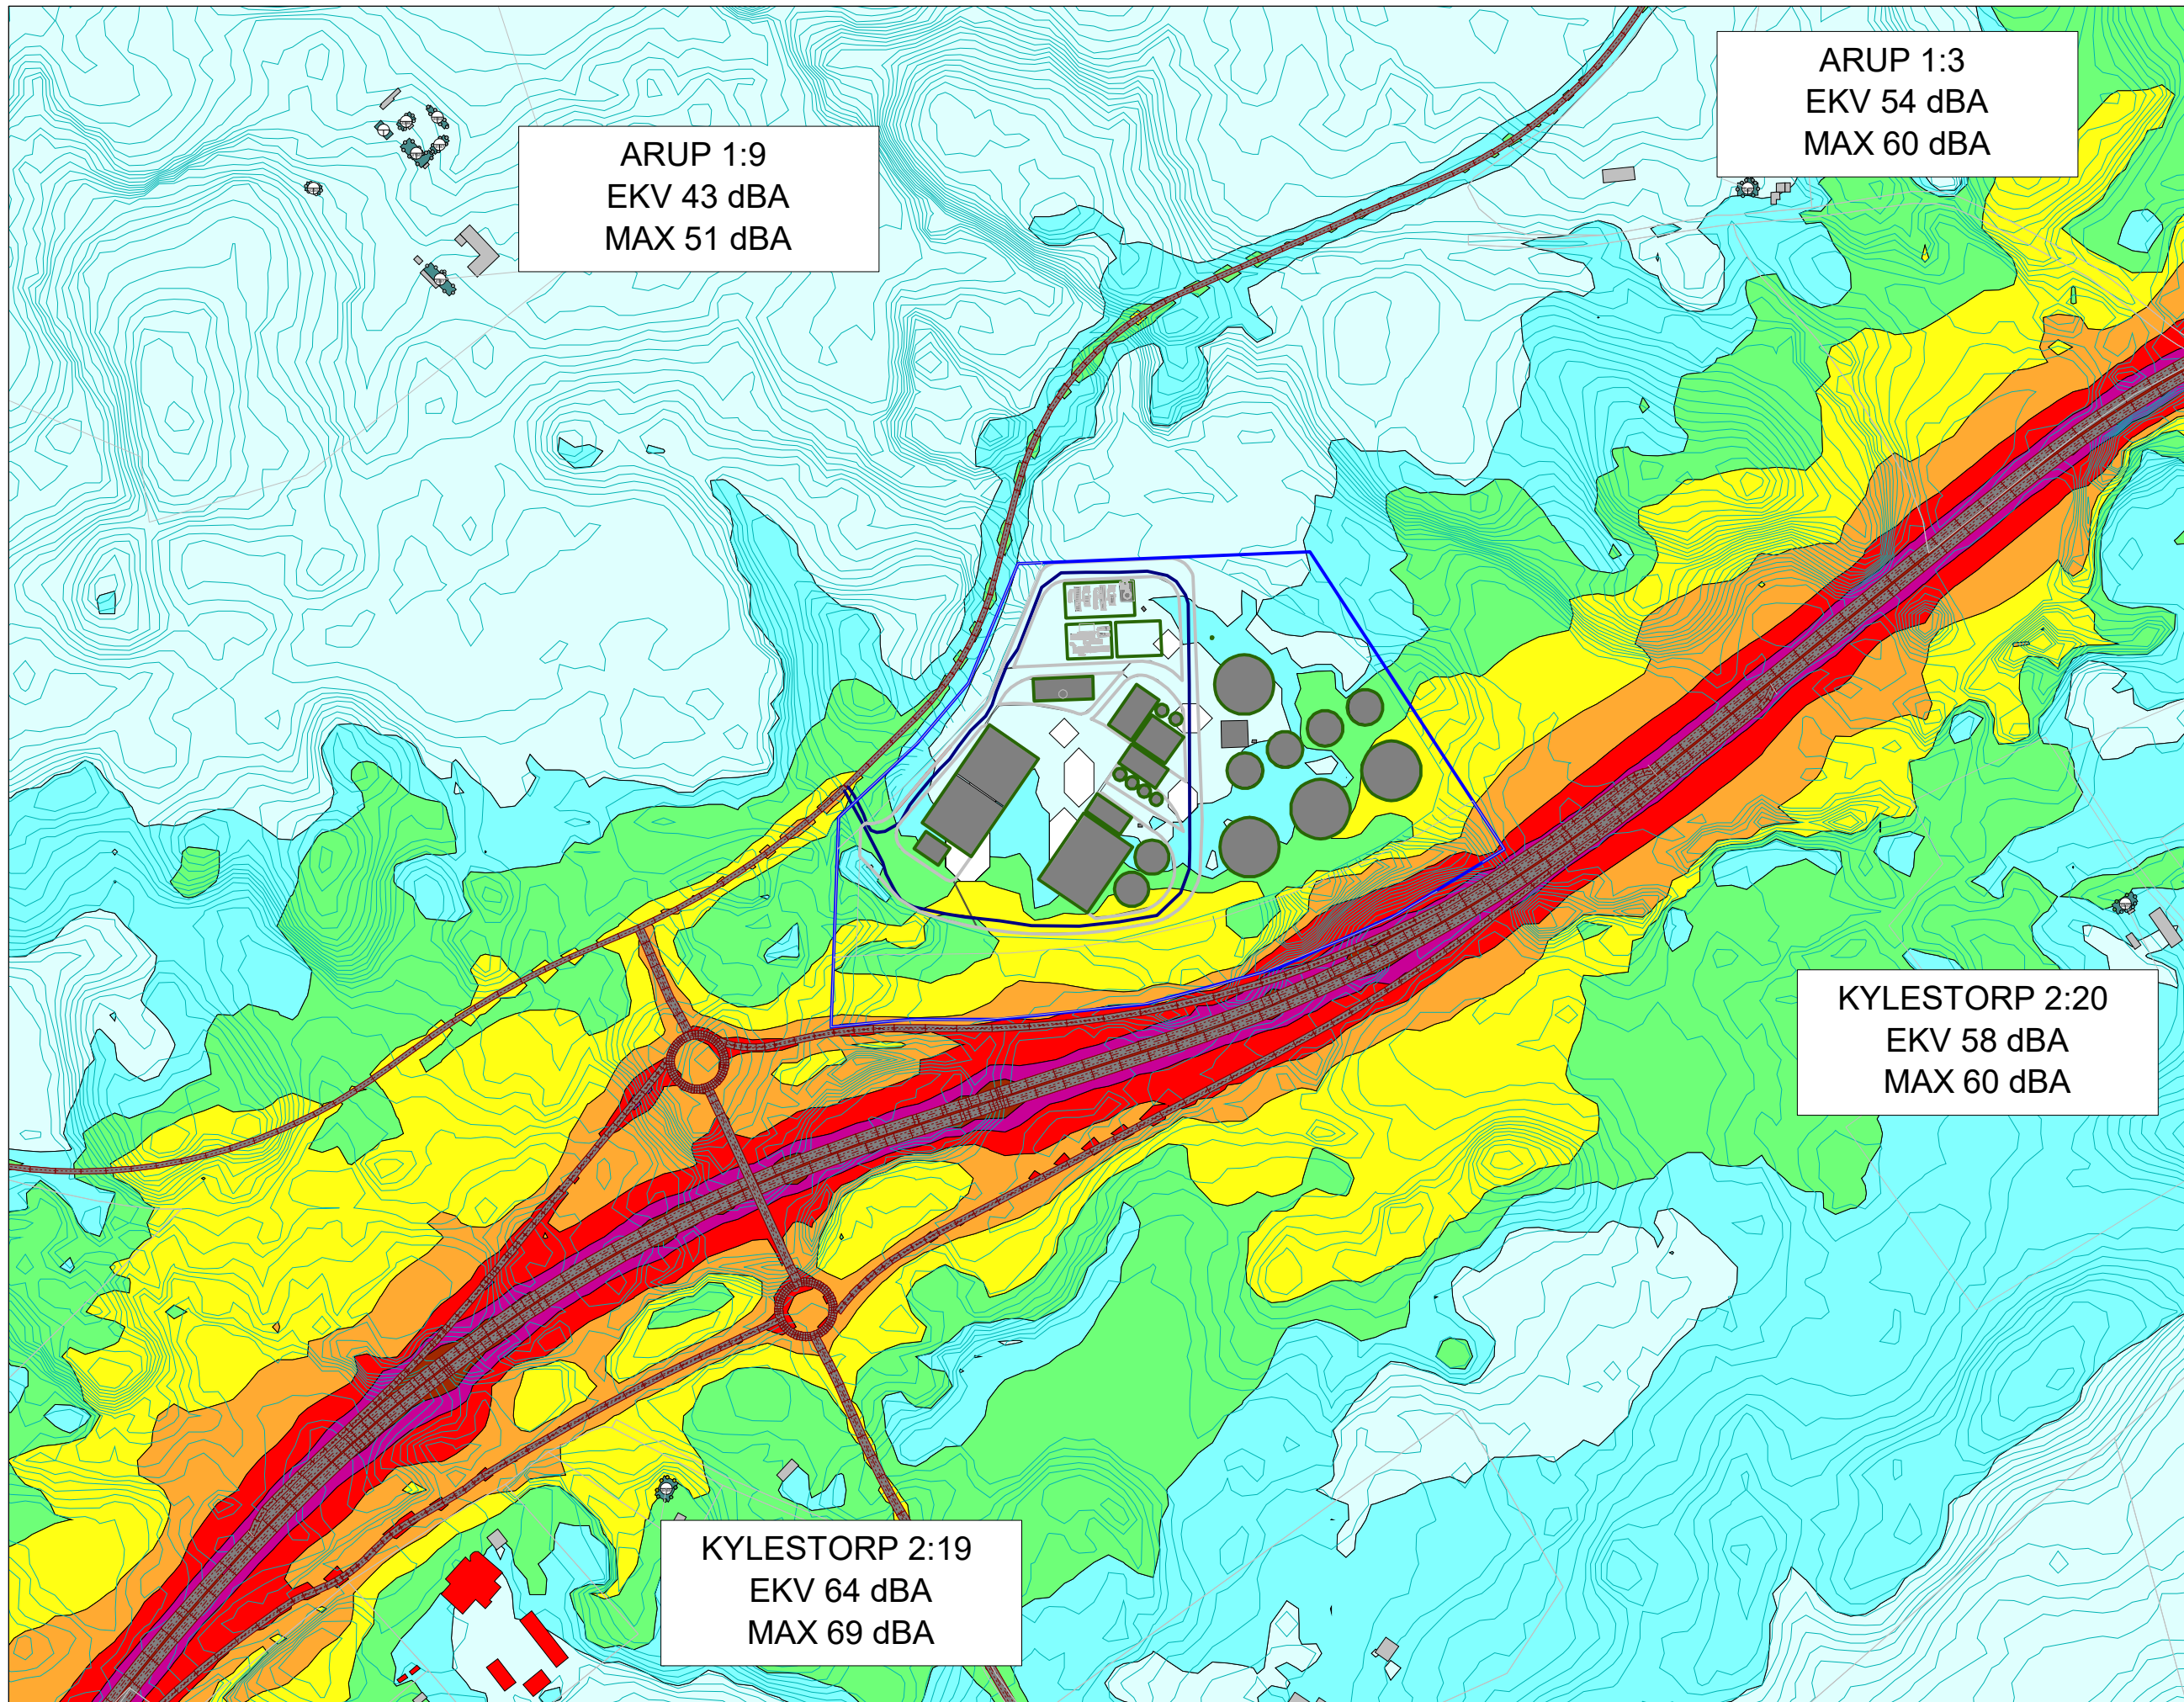 ARUP 1:3
EKV 54 dBA
MAX 60 dBA
ARUP 1:9
EKV 43 dBA
MAX 51 dBA
KYLESTORP 2:20
EKV 58 dBA
MAX 60 dBA
KYLESTORP 2:19
EKV 64 dBA
MAX 69 dBA